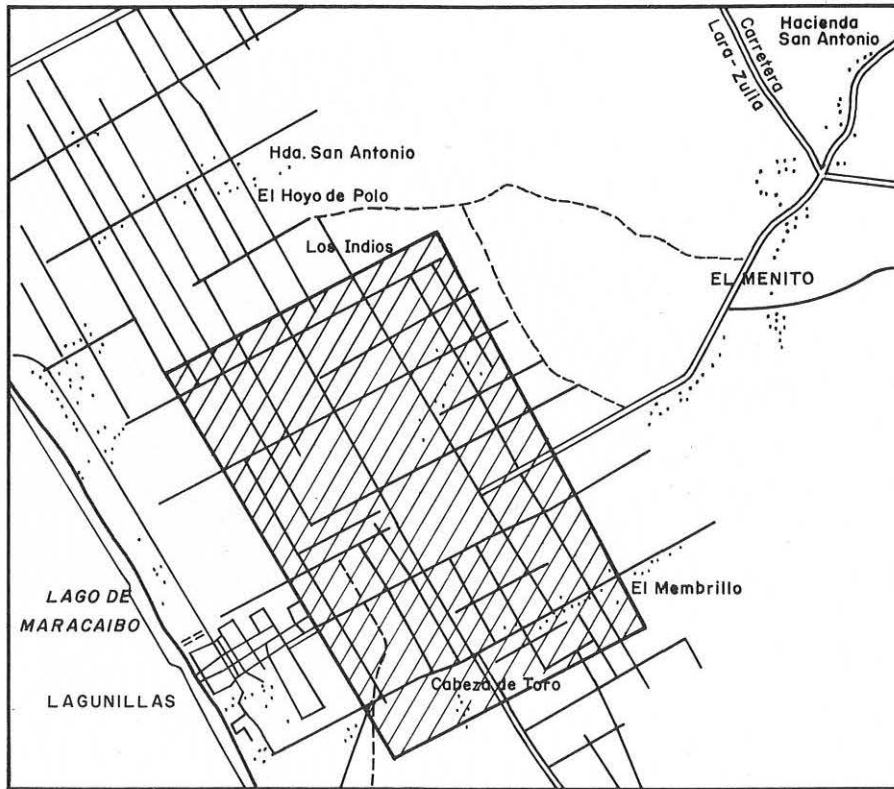 Hacienda
San Antonio
Carretera
Lara-Zulia
Hda. San Antonio
El Hoyo de Polo
Los Indios
EL MENITO
LAGO DE
MARACAIBO
El Membrillo
Cabeza de Toro
LAGUNILLAS